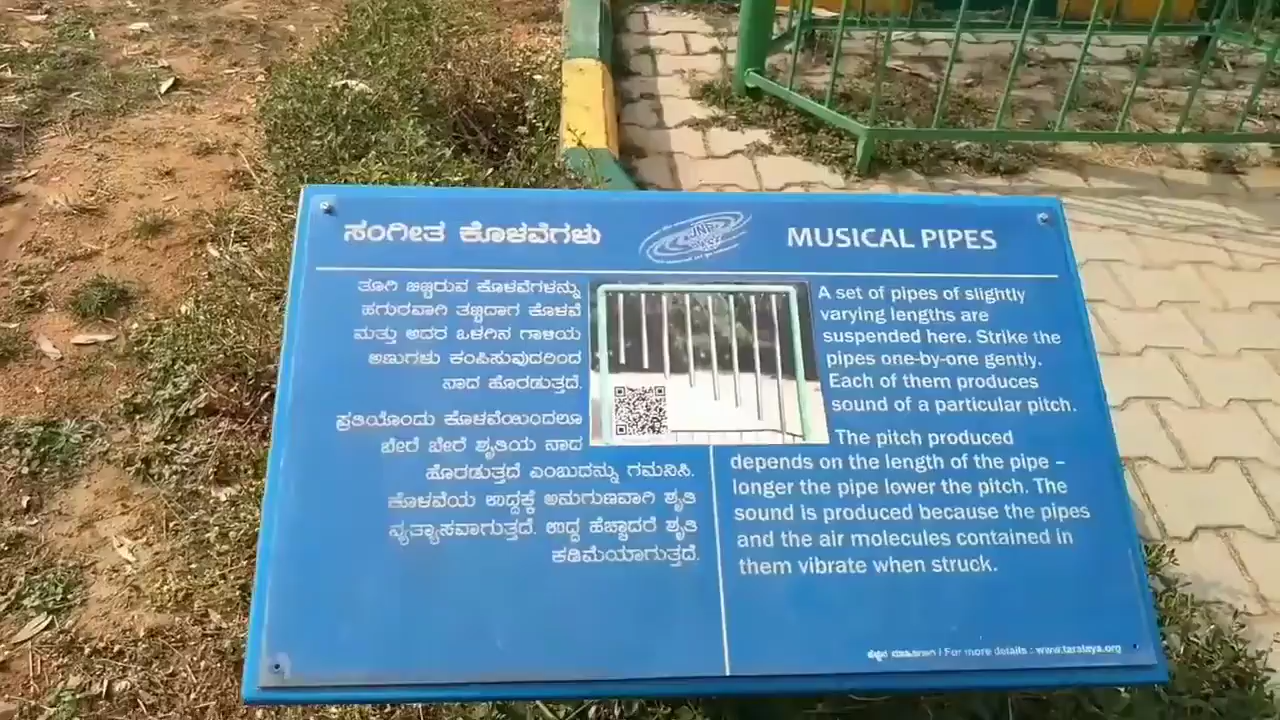 ಸಂಗೀತ ಕೊಳವೆಗಳು
MUSICAL PIPES
ತೂಗಿ ಬಿಟ್ಟಿರುವ ಕೊಳವೆಗಳನ್ನು
ಹಗುರವಾಗಿ ತಟ್ಟಿದಾಗ ಕೊಳವೆ
ಮತ್ತು ಅದರ ಒಳಗಿನ ಗಾಳಿಯ
ಅಣುಗಳು ಕಂಪಿಸುವುದರಿಂದ
ನಾದ ಹೊರಡುತ್ತದೆ.
ಪ್ರತಿಯೊಂದು ಕೊಳವೆಯಿಂದಲೂ
ಬೇರೆ ಬೇರೆ ಶೃತಿಯ ನಾದ
ಹೊರಡುತ್ತದೆ ಎಂಬುದನ್ನು ಗಮನಿಸಿ.
ಕೊಳವೆಯ ಉದ್ದಕ್ಕೆ ಅನುಗುಣವಾಗಿ ಶೃತಿ
ವ್ಯತ್ಯಾಸವಾಗುತ್ತದೆ. ಉದ್ದ ಹೆಚ್ಚಾದರೆ ಶೃತಿ
ಕಡಿಮೆಯಾಗುತ್ತದೆ.
A set of pipes of slightly
varying lengths are
suspended here. Strike the
pipes one-by-one gently.
Each of them produces
sound of a particular pitch.
The pitch produced
depends on the length of the pipe –
longer the pipe lower the pitch. The
sound is produced because the pipes
and the air molecules contained in
them vibrate when struck.
ಹೆಚ್ಚಿನ ಮಾಹಿತಿಗಾಗಿ | For more details : www.taralaya.org